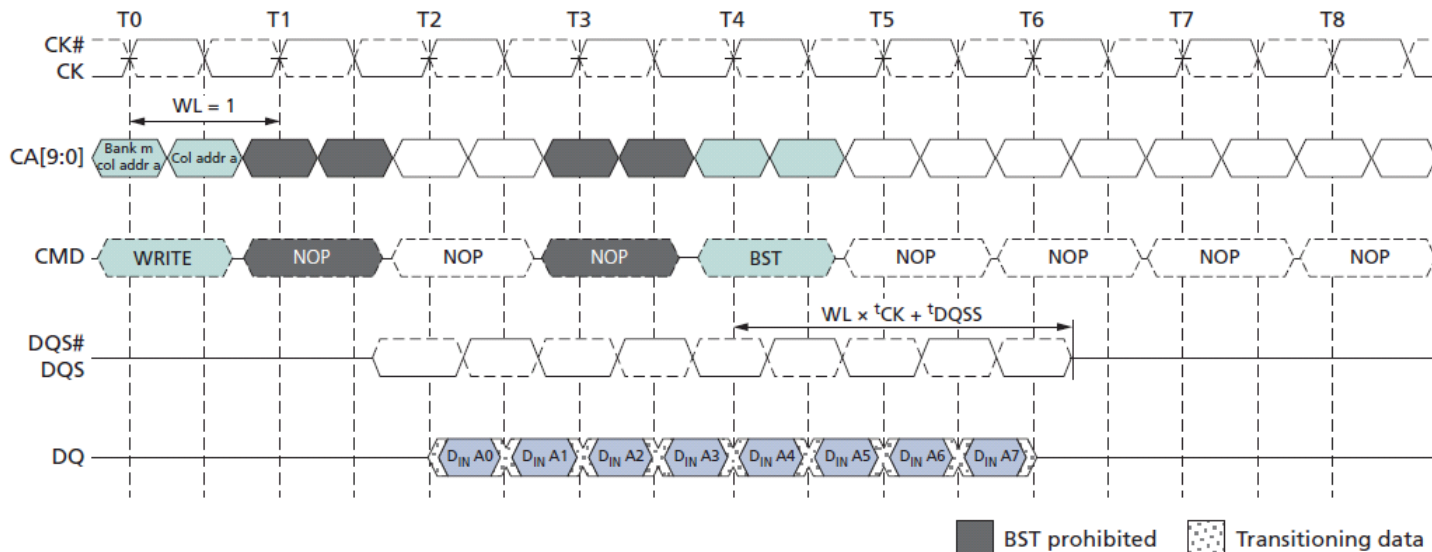 T0 T1 T2 T3 T4 T5 T6 T7 T8
CK#
CK
WL = 1
CA[9:0] Bank m
col addr a Col addr a
CMD WRITE NOP NOP NOP BST NOP NOP NOP NOP
WL × tCK + tDQSS
DQS#
DQS
DQ DIN A0 DIN A1 DIN A2 DIN A3 DIN A4 DIN A5 DIN A6 DIN A7
BST prohibited Transitioning data